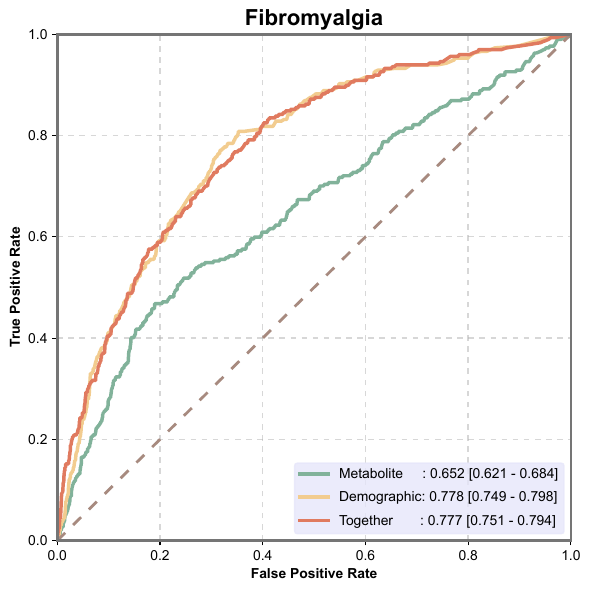 Fibromyalgia
1.0
0.8
0.6
0.4
0.2
0.0
True Positive Rate
Metabolite : 0.652 [0.621 - 0.684]
Demographic: 0.778 [0.749 - 0.798]
Together : 0.777 [0.751 - 0.794]
0.0 0.2 0.4 0.6 0.8 1.0
False Positive Rate